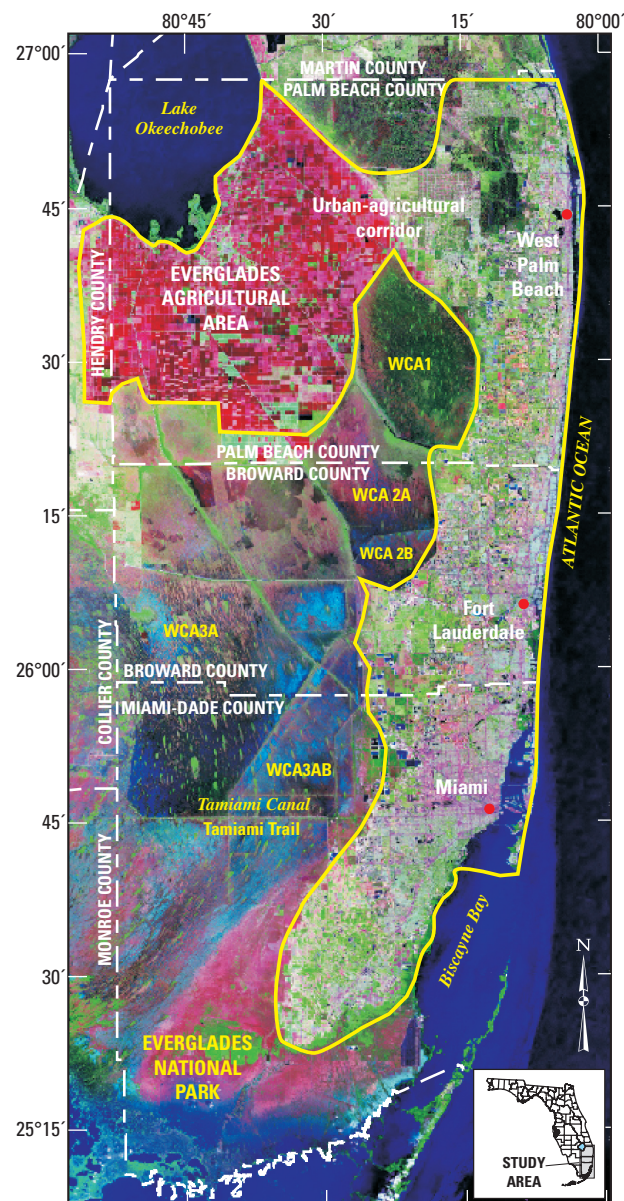 80°45´ 30´ 15´ 80°00´
27°00´
MARTIN COUNTY
PALM BEACH COUNTY
Lake
Okeechobee
45´
Urban-agricultural
corridor
West
Palm
Beach
EVERGLADES
AGRICULTURAL
AREA
HENDRY COUNTY
30´
WCA1
PALM BEACH COUNTY
BROWARD COUNTY
ATLANTIC OCEAN
WCA 2A
15´
WCA 2B
Fort
Lauderdale
WCA3A
26°00´
BROWARD COUNTY
MIAMI-DADE COUNTY
COLLIER COUNTY
WCA3AB
Miami
Tamiami Canal
45´
Tamiami Trail
MONROE COUNTY
Biscayne Bay
N
30´
EVERGLADES
NATIONAL
PARK
25°15´
STUDY
AREA